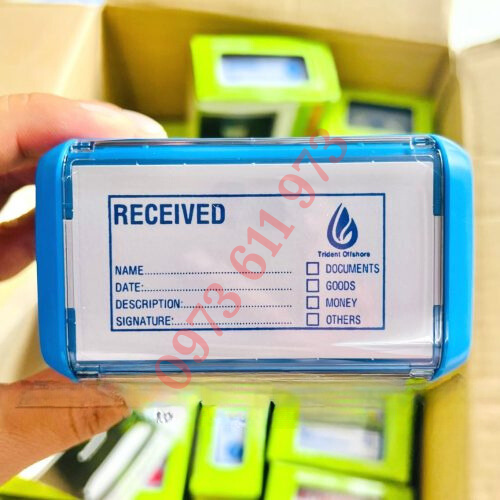 RECEIVED
Trident Offshore
NAME
DATE:
DESCRIPTION:
SIGNATURE:
DOCUMENTS
GOODS
MONEY
OTHERS
0973 611 973